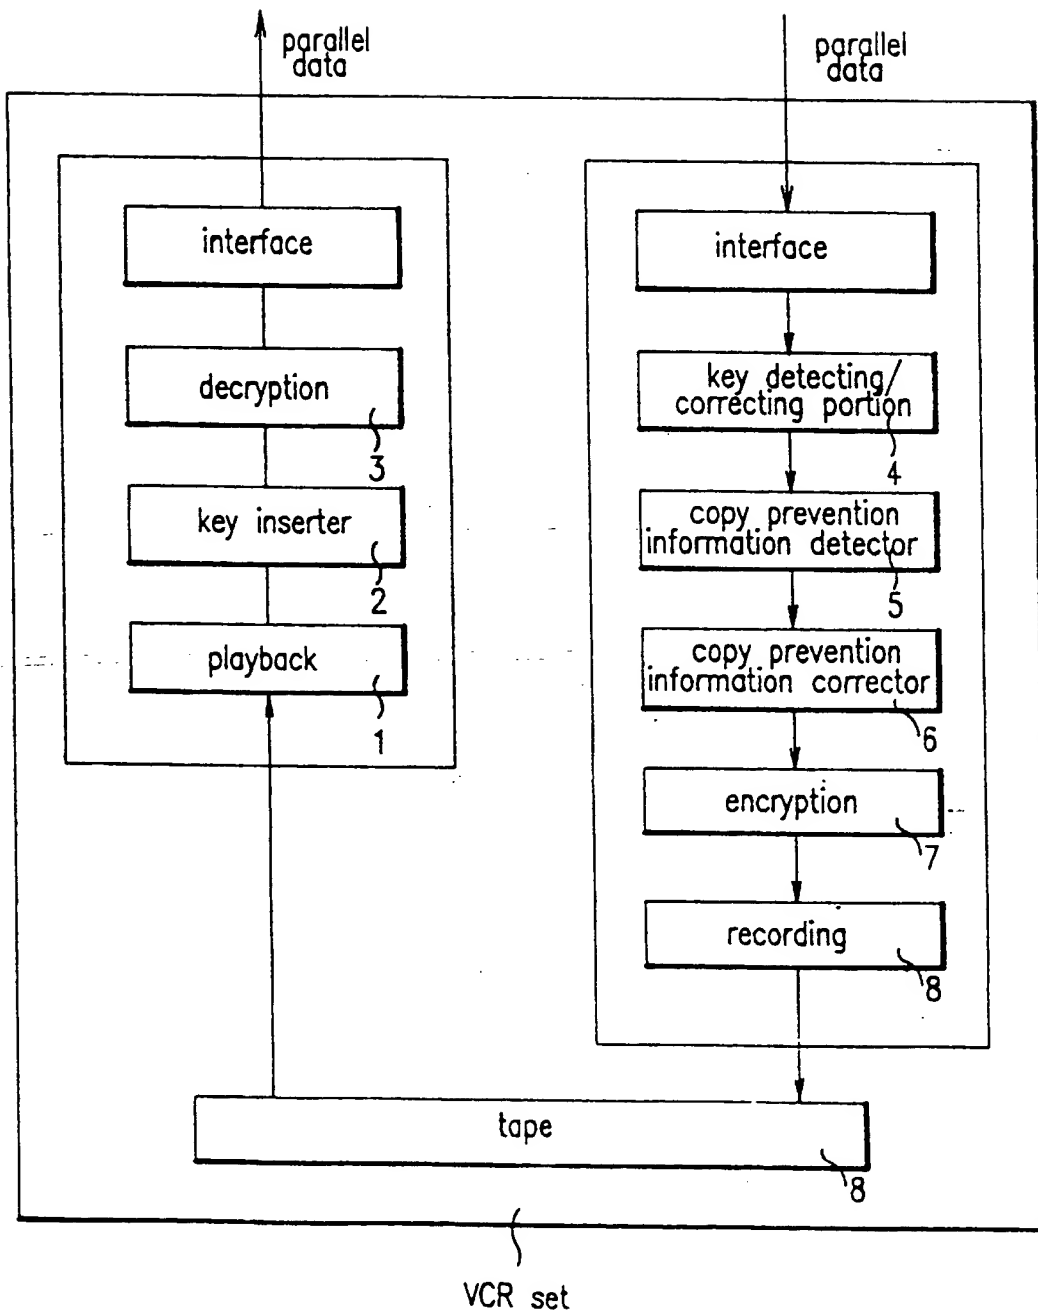 parallel
data
interface
decryption
3
key inserter
2
playback
1
parallel
data
interface
key detecting/
correcting portion
4
copy prevention
information detector
5
copy prevention
information corrector
6
encryption
7
recording
8
tape
8
VCR set